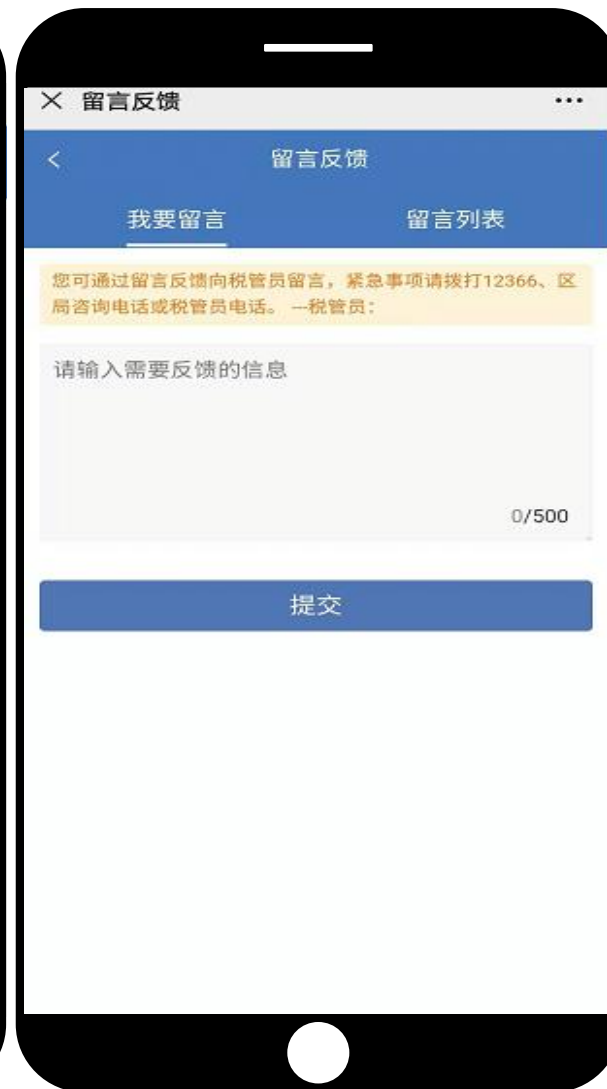 留言反馈
留言反馈
我要留言 留言列表
您可通过留言反馈向税管员留言，紧急事项请拨打12366、区
局咨询电话或税管员电话。 ---税管员：
请输入需要反馈的信息
0/500
提交